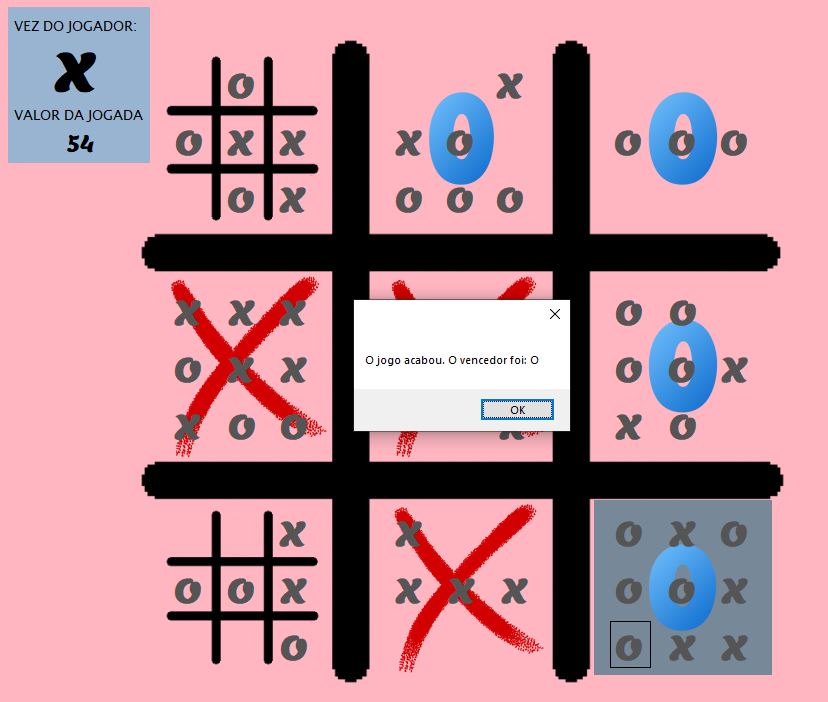 VEZ DO JOGADOR:
X
VALOR DA JOGADA
54
O X
O X X X O O O O
O X O O O
X X X O O
O X X O O X
X O O X X O
X X O X O
O O X X X X O O X
O O X X
O jogo acabou. O vencedor foi: O
OK